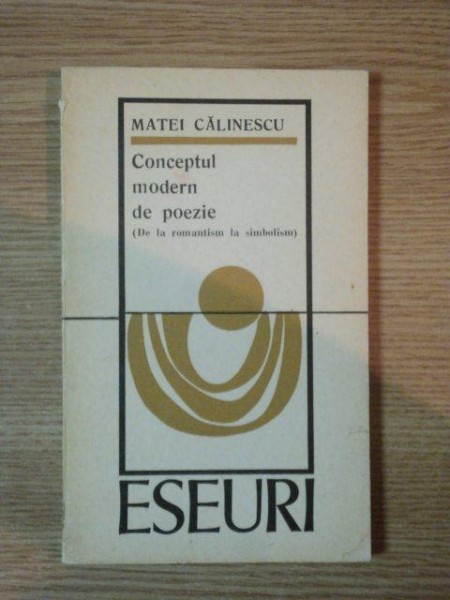 MATEI CĂLINESCU
Conceptul
modern
de poezie
(De la romantism la simbolism)
ESEURI